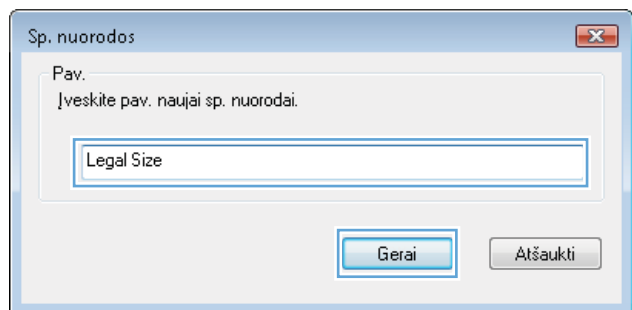 Sp. nuorodos
Pav.
Įveskite pav. naujai sp. nuorodai.
Legal Size
Gerai
Atšaukti